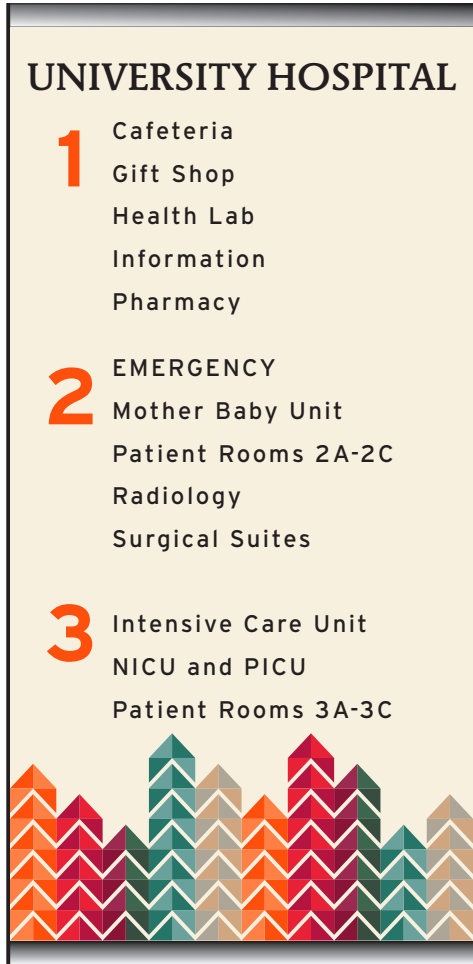 UNIVERSITY HOSPITAL
1
Cafeteria
Gift Shop
Health Lab
Information
Pharmacy
2
EMERGENCY
Mother Baby Unit
Patient Rooms 2A-2C
Radiology
Surgical Suites
3
Intensive Care Unit
NICU and PICU
Patient Rooms 3A-3C